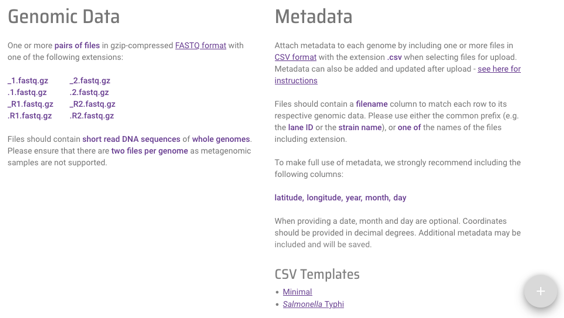 Genomic Data
One or more pairs of files in gzip-compressed FASTQ format with
one of the following extensions:
_1.fastq.gz _2.fastq.gz
.1.fastq.gz .2.fastq.gz
_R1.fastq.gz _R2.fastq.gz
.R1.fastq.gz .R2.fastq.gz
Files should contain short read DNA sequences of whole genomes.
Please ensure that there are two files per genome as metagenomic
samples are not supported.
Metadata
Attach metadata to each genome by including one or more files in
CSV format with the extension .csv when selecting files for upload.
Metadata can also be added and updated after upload - see here for
instructions
Files should contain a filename column to match each row to its
respective genomic data. Please use either the common prefix (e.g.
the lane ID or the strain name), or one of the names of the files
including extension.
To make full use of metadata, we strongly recommend including the
following columns:
latitude, longitude, year, month, day
When providing a date, month and day are optional. Coordinates
should be provided in decimal degrees. Additional metadata may be
included and will be saved.
CSV Templates
• Minimal
• Salmonella Typhi
+